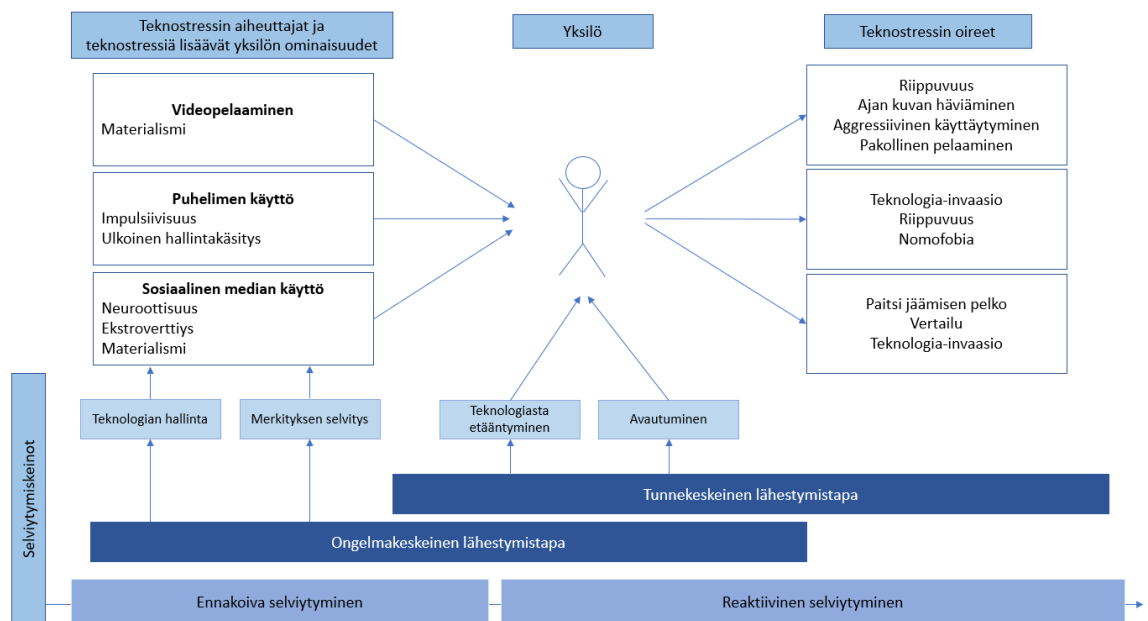 Teknostressin aiheuttajat ja
teknostressiä lisäävät yksilön ominaisuudet
Yksilö
Teknostressin oireet
Videopelaaminen
Materialismi
Puhelimen käyttö
Impulsiivisuus
Ulkoinen hallintakäsitys
Sosiaalinen median käyttö
Neuroottisuus
Ekstroverttiys
Materialismi
Riippuvuus
Ajan kuvan häviäminen
Aggressiivinen käyttäytyminen
Pakollinen pelaaminen
Teknologia-invaasio
Riippuvuus
Nomofobia
Paitsi jäämisen pelko
Vertailu
Teknologia-invaasio
Selviytymiskeinot
Teknologian hallinta
Merkityksen selvitys
Teknologiasta
etääntyminen
Avautuminen
Tunnekeskeinen lähestymistapa
Ongelmakeskeinen lähestymistapa
Ennakoiva selviytyminen
Reaktiivinen selviytyminen